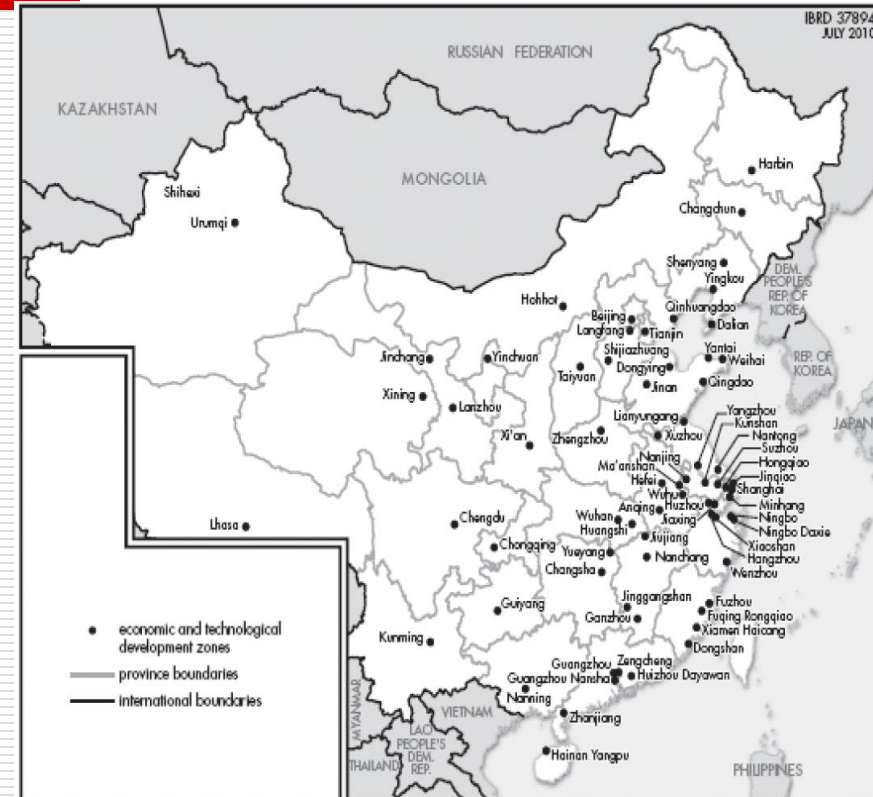 IBRD 37894
JULY 2010
RUSSIAN FEDERATION
KAZAKHSTAN
MONGOLIA
Harbin
Shihexi
Changchun
Urumqi
Shenyang
Yingkou
DEM.
PEOPLE'S
REP. OF
KOREA
Hohhot
Qinhuangdao
Beijing
Dalian
Langfang
Tianjin
Shijiazhuang
Yantai
Weihai
REP. OF
KOREA
Jinchang
Yinchuan
Taiyuan
Dongying
Jinan
Qingdao
Xining
Lanzhou
Lianyungang
Yangzhou
Kunshan
JAPAN
Xi'an
Zhengzhou
Xuzhou
Nantong
Suzhou
Nanjing
Hongqiao
Ma'anshan
Jinqiao
Hefei
Shanghai
Wuhu
Huzhou
Minhang
Anqing
Jiaxing
Ningbo
Lhasa
Chengdu
Wuhan
Huangshi
Ningbo Daxie
Jiujiang
Xiaoshan
Chongqing
Yueyang
Nanchang
Hangzhou
Changsha
Wenzhou
Guiyang
Jinggangshan
Fuzhou
Ganzhou
Fuqing Rongqiao
Xiamen Haicang
Kunming
Dongshan
economic and technological
development zones
Guangzhou
Zengcheng
Guangzhou Nansha
Huizhou Dayawan
province boundaries
Nanning
international boundaries
MYANMAR
VIETNAM
Zhanjiang
LAO
PEOPLE'S
DEM.
REP.
Hainan Yangpu
THAILAND
PHILIPPINES